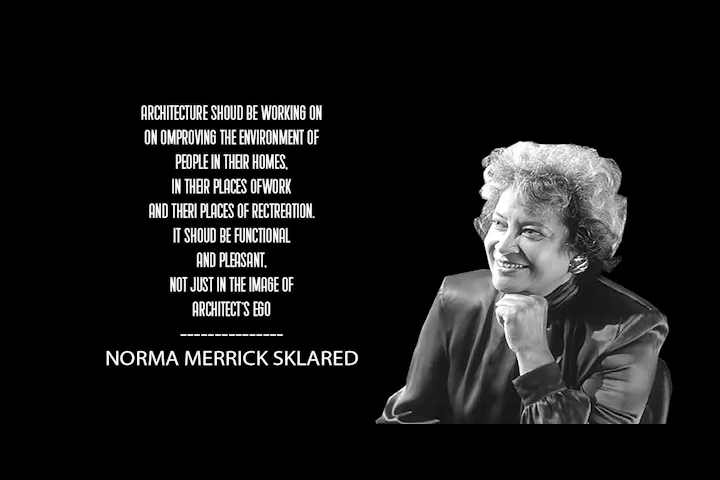 ARCHITECTURE SHOUD BE WORKING ON
ON OMPROVING THE ENVIRONMENT OF
PEOPLE IN THEIR HOMES,
IN THEIR PLACES OFWORK
AND THERI PLACES OF RECTREATION.
IT SHOUD BE FUNCTIONAL
AND PLEASANT,
NOT JUST IN THE IMAGE OF
ARCHITECT'S EGO
_______________
NORMA MERRICK SKLARED